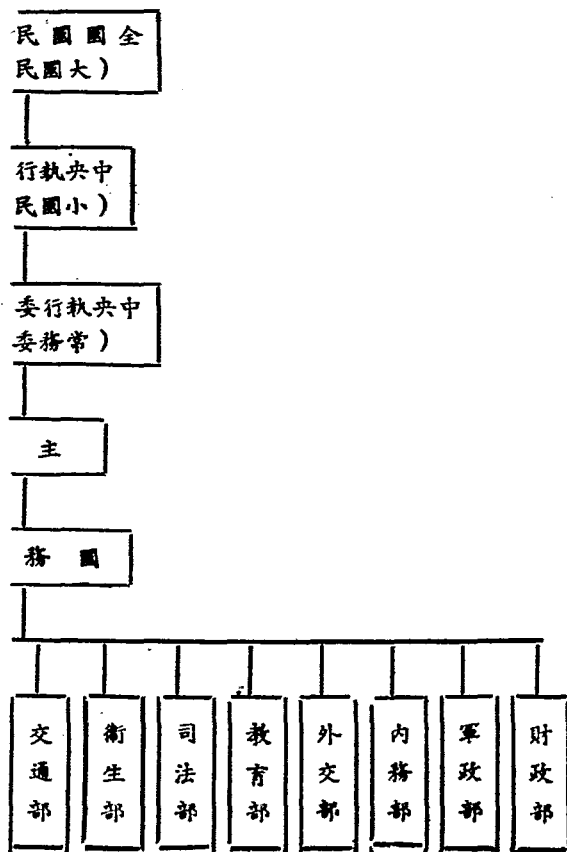 全國國民
（大國民
中央執行
（小國民
中央執行委
（常務委
主
國務
財政部
軍政部
內務部
外交部
教育部
司法部
衛生部
交通部